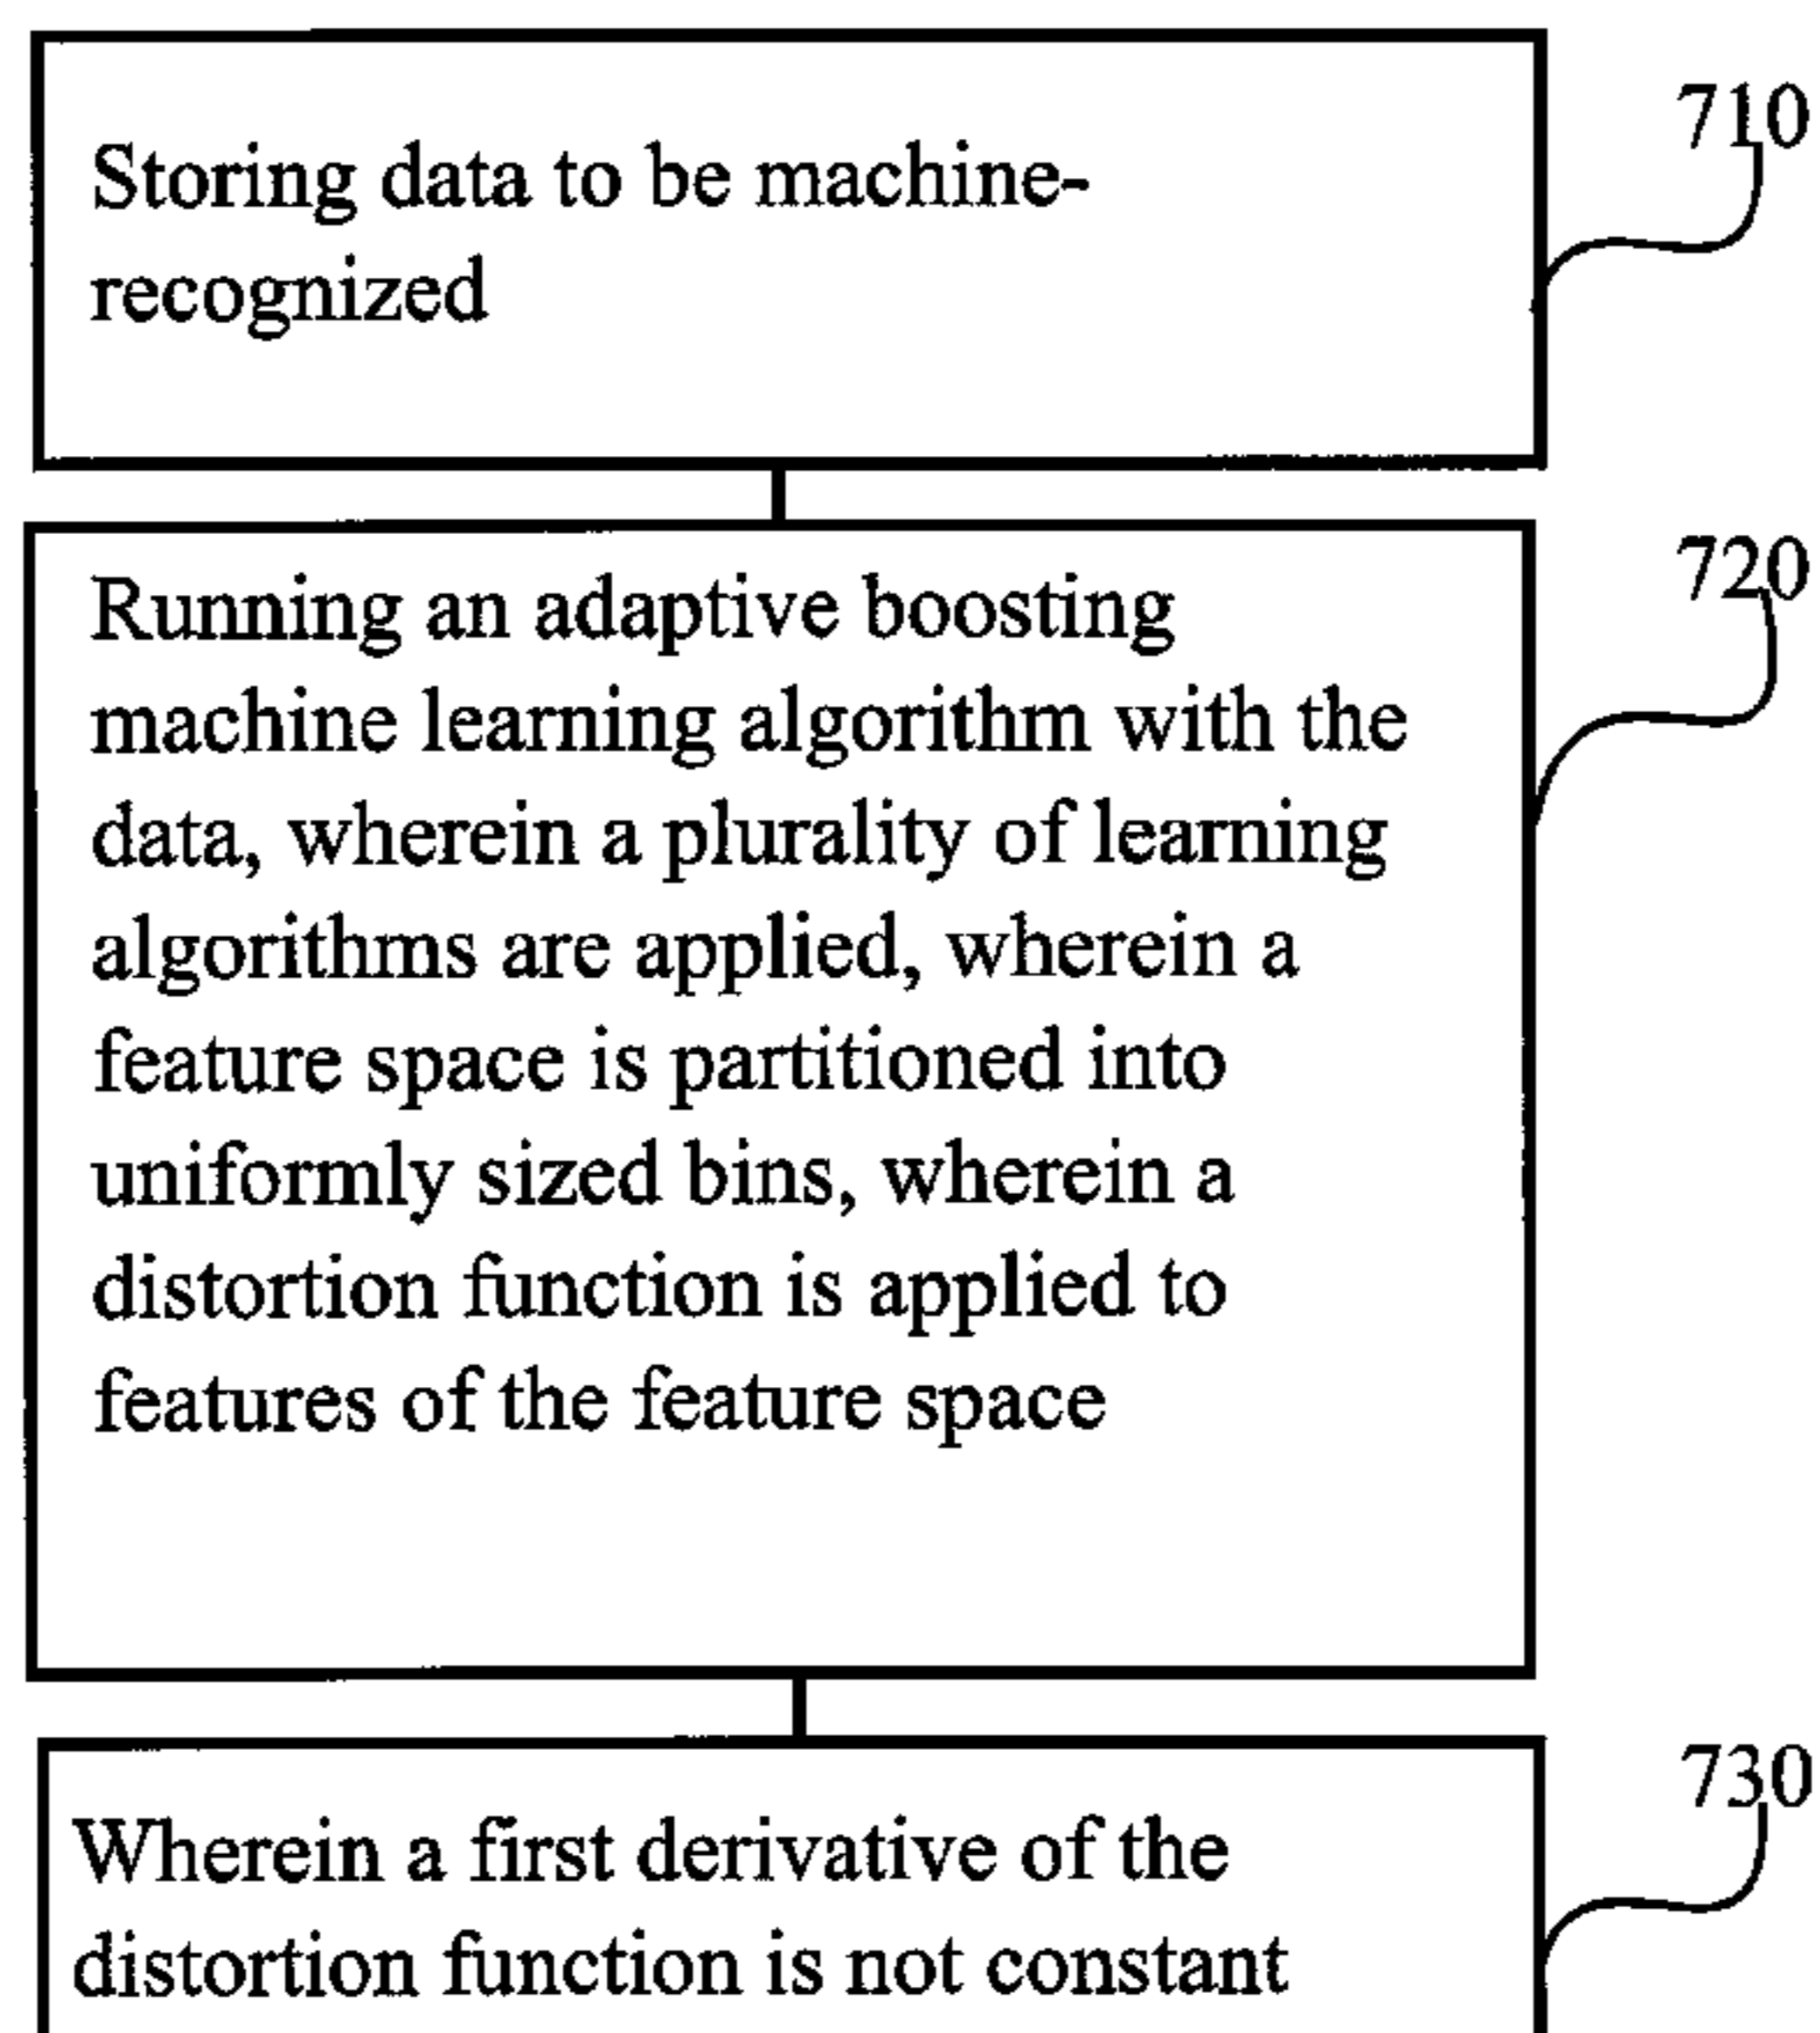 710
Storing data to be machine-
recognized
720
Running an adaptive boosting
machine learning algorithm with the
data, wherein a plurality of learning
algorithms are applied, wherein a
feature space is partitioned into
uniformly sized bins, wherein a
distortion function is applied to
features of the feature space
730
Wherein a first derivative of the
distortion function is not constant